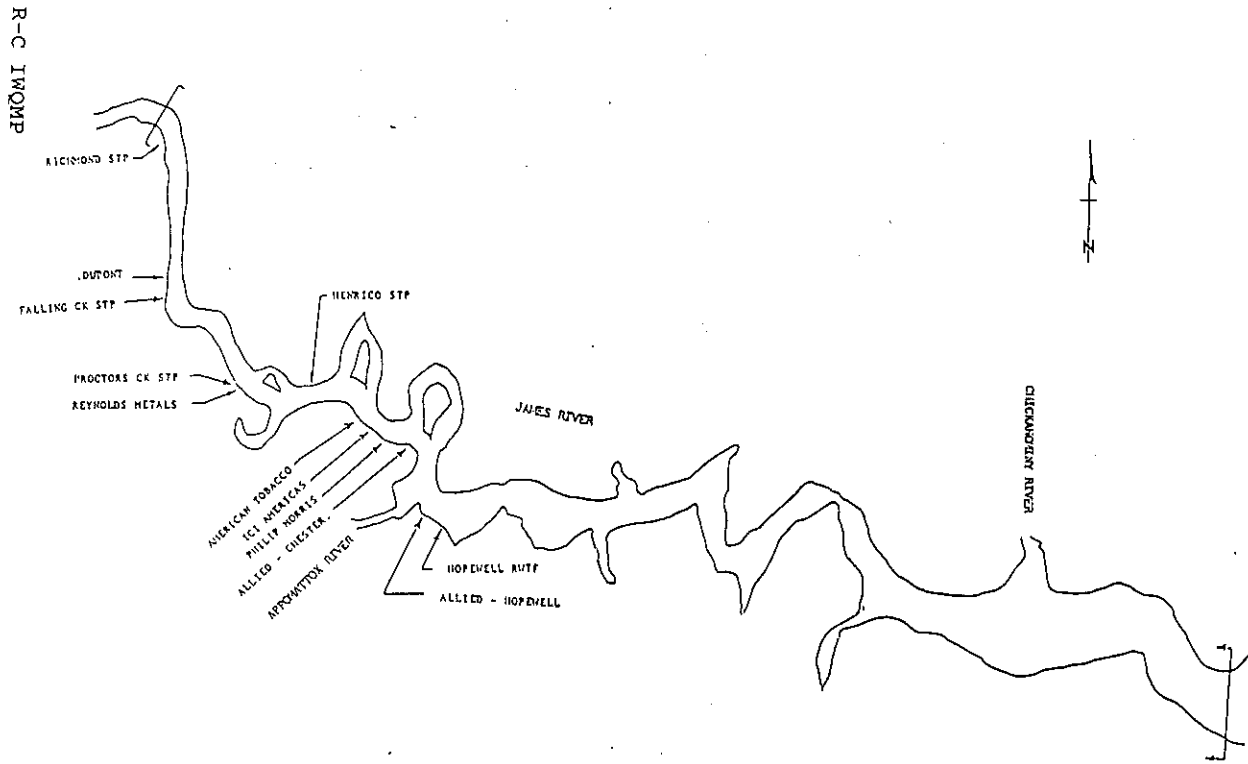 R-C IWQMP
RICHMOND STP
DUPONT
FALLING CK STP
HENRICO STP
PROCTORS CK STP
REYNOLDS METALS
JAMES RIVER
CHICKAHOMINY RIVER
N
AMERICAN TOBACCO
ICI AMERICAS
PHILIP MORRIS
ALLIED - CHESTER
APPOMATTOX RIVER
HOPEWELL RWTF
ALLIED - HOPEWELL